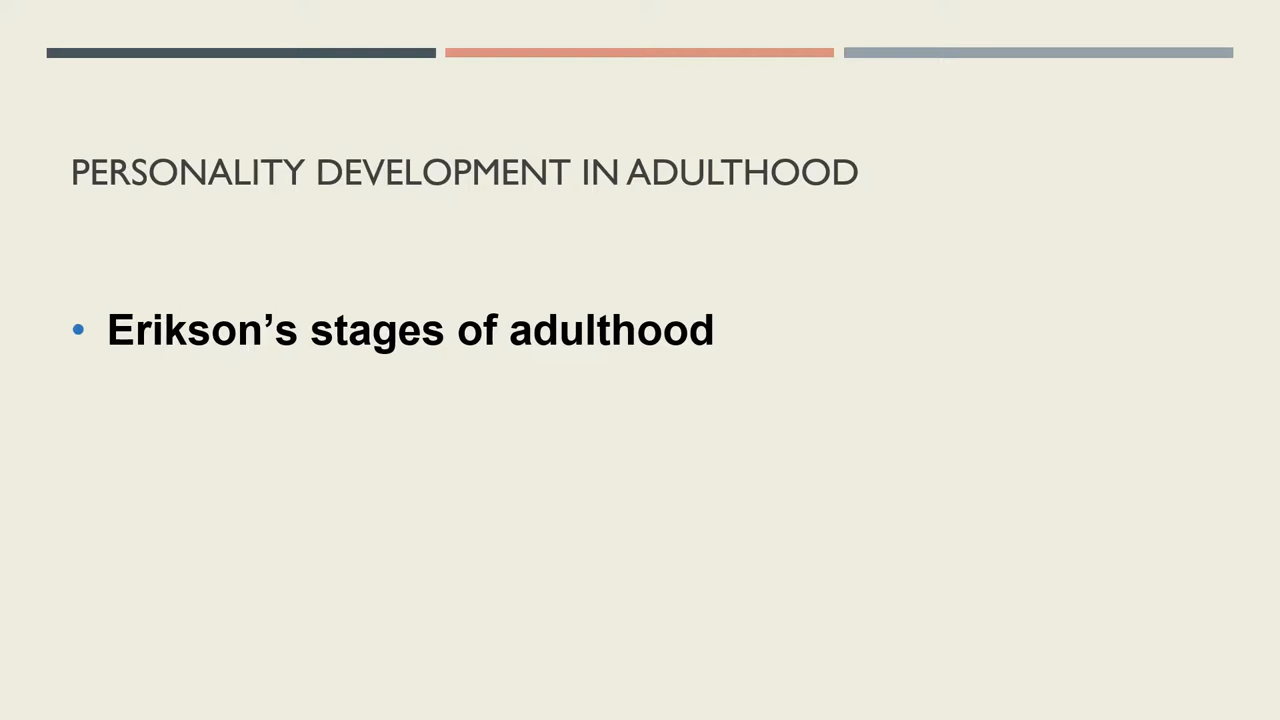 PERSONALITY DEVELOPMENT IN ADULTHOOD
• Erikson’s stages of adulthood